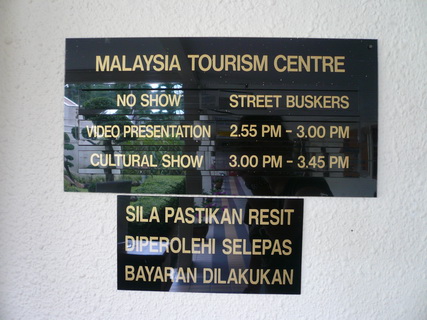 MALAYSIA TOURISM CENTRE
NO SHOW STREET BUSKERS
VIDEO PRESENTATION 2.55 PM - 3.00 PM
CULTURAL SHOW 3.00 PM - 3.45 PM
SILA PASTIKAN RESIT
DIPEROLEHI SELEPAS
BAYARAN DILAKUKAN